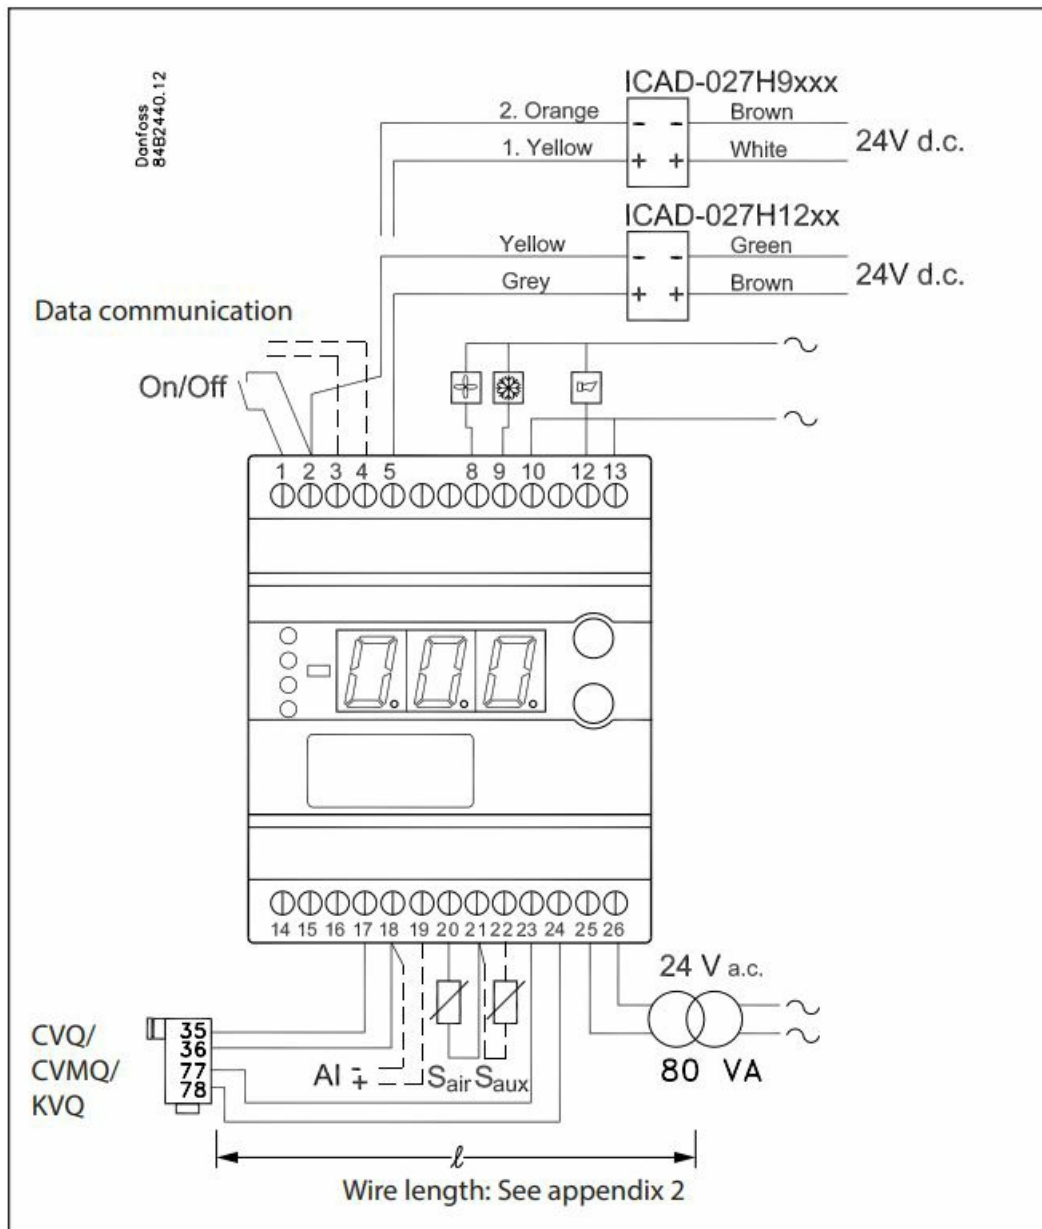 Danfoss
84B2440.12
ICAD-027H9xxx
2. Orange - - Brown
24V d.c.
1. Yellow + + White
ICAD-027H12xx
Yellow - - Green
24V d.c.
Grey + + Brown
Data communication
On/Off
1 2 3 4 5 8 9 10 12 13
14 15 16 17 18 19 20 21 22 23 24 25 26
24 V a.c.
80 VA
CVQ/
CVMQ/
KVQ
35
36
77
78
AI - +
Sair Saux
ℓ
Wire length: See appendix 2